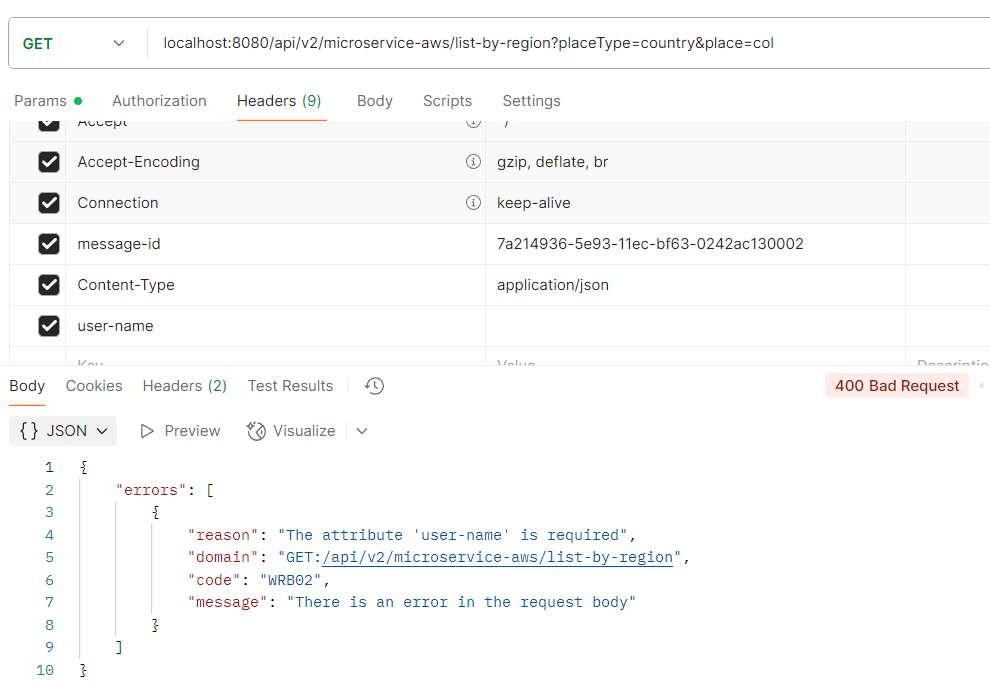 GET localhost:8080/api/v2/microservice-aws/list-by-region?placeType=country&place=col
Params Authorization Headers (9) Body Scripts Settings
Accept */*
Accept-Encoding gzip, deflate, br
Connection keep-alive
message-id 7a214936-5e93-11ec-bf63-0242ac130002
Content-Type application/json
user-name
Key Value Descriptio
Body Cookies Headers (2) Test Results 400 Bad Request
{} JSON Preview Visualize
1 {
2 "errors": [
3 {
4 "reason": "The attribute 'user-name' is required",
5 "domain": "GET:/api/v2/microservice-aws/list-by-region",
6 "code": "WRB02",
7 "message": "There is an error in the request body"
8 }
9 ]
10 }